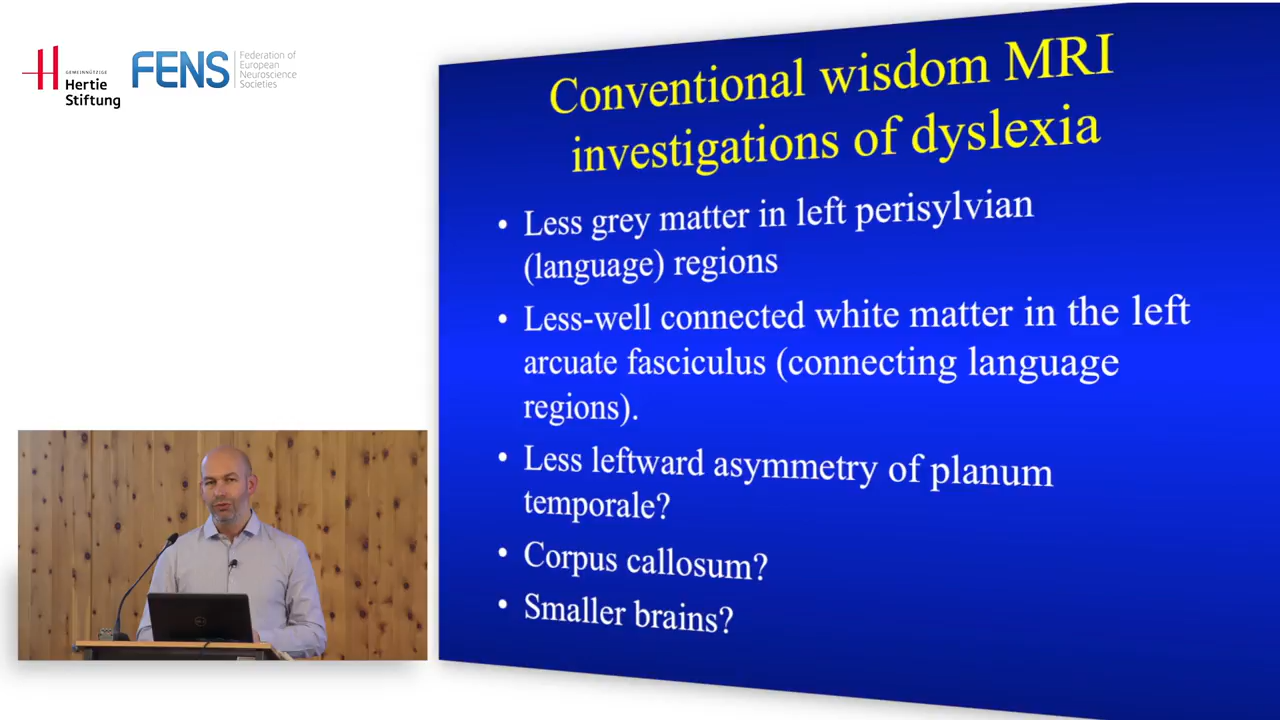 GEMEINNÜTZIGE
Hertie
Stiftung
FENS
Federation of
European
Neuroscience
Societies
Conventional wisdom MRI
investigations of dyslexia
• Less grey matter in left perisylvian
(language) regions
• Less-well connected white matter in the left
arcuate fasciculus (connecting language
regions).
• Less leftward asymmetry of planum
temporale?
• Corpus callosum?
• Smaller brains?